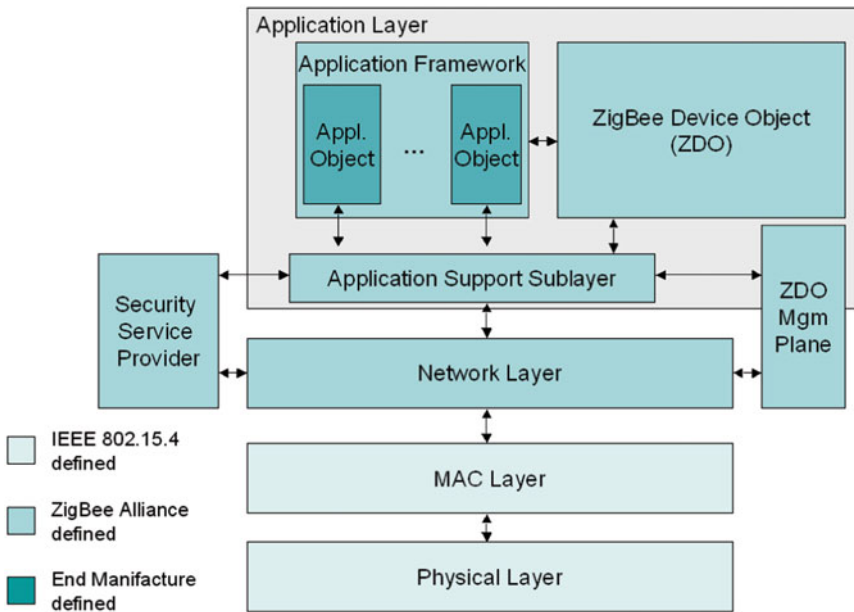 Application Layer
Application Framework
Appl.
Object
...
Appl.
Object
ZigBee Device Object
(ZDO)
Application Support Sublayer
Security
Service
Provider
ZDO
Mgm
Plane
Network Layer
MAC Layer
Physical Layer
IEEE 802.15.4
defined
ZigBee Alliance
defined
End Manifacture
defined